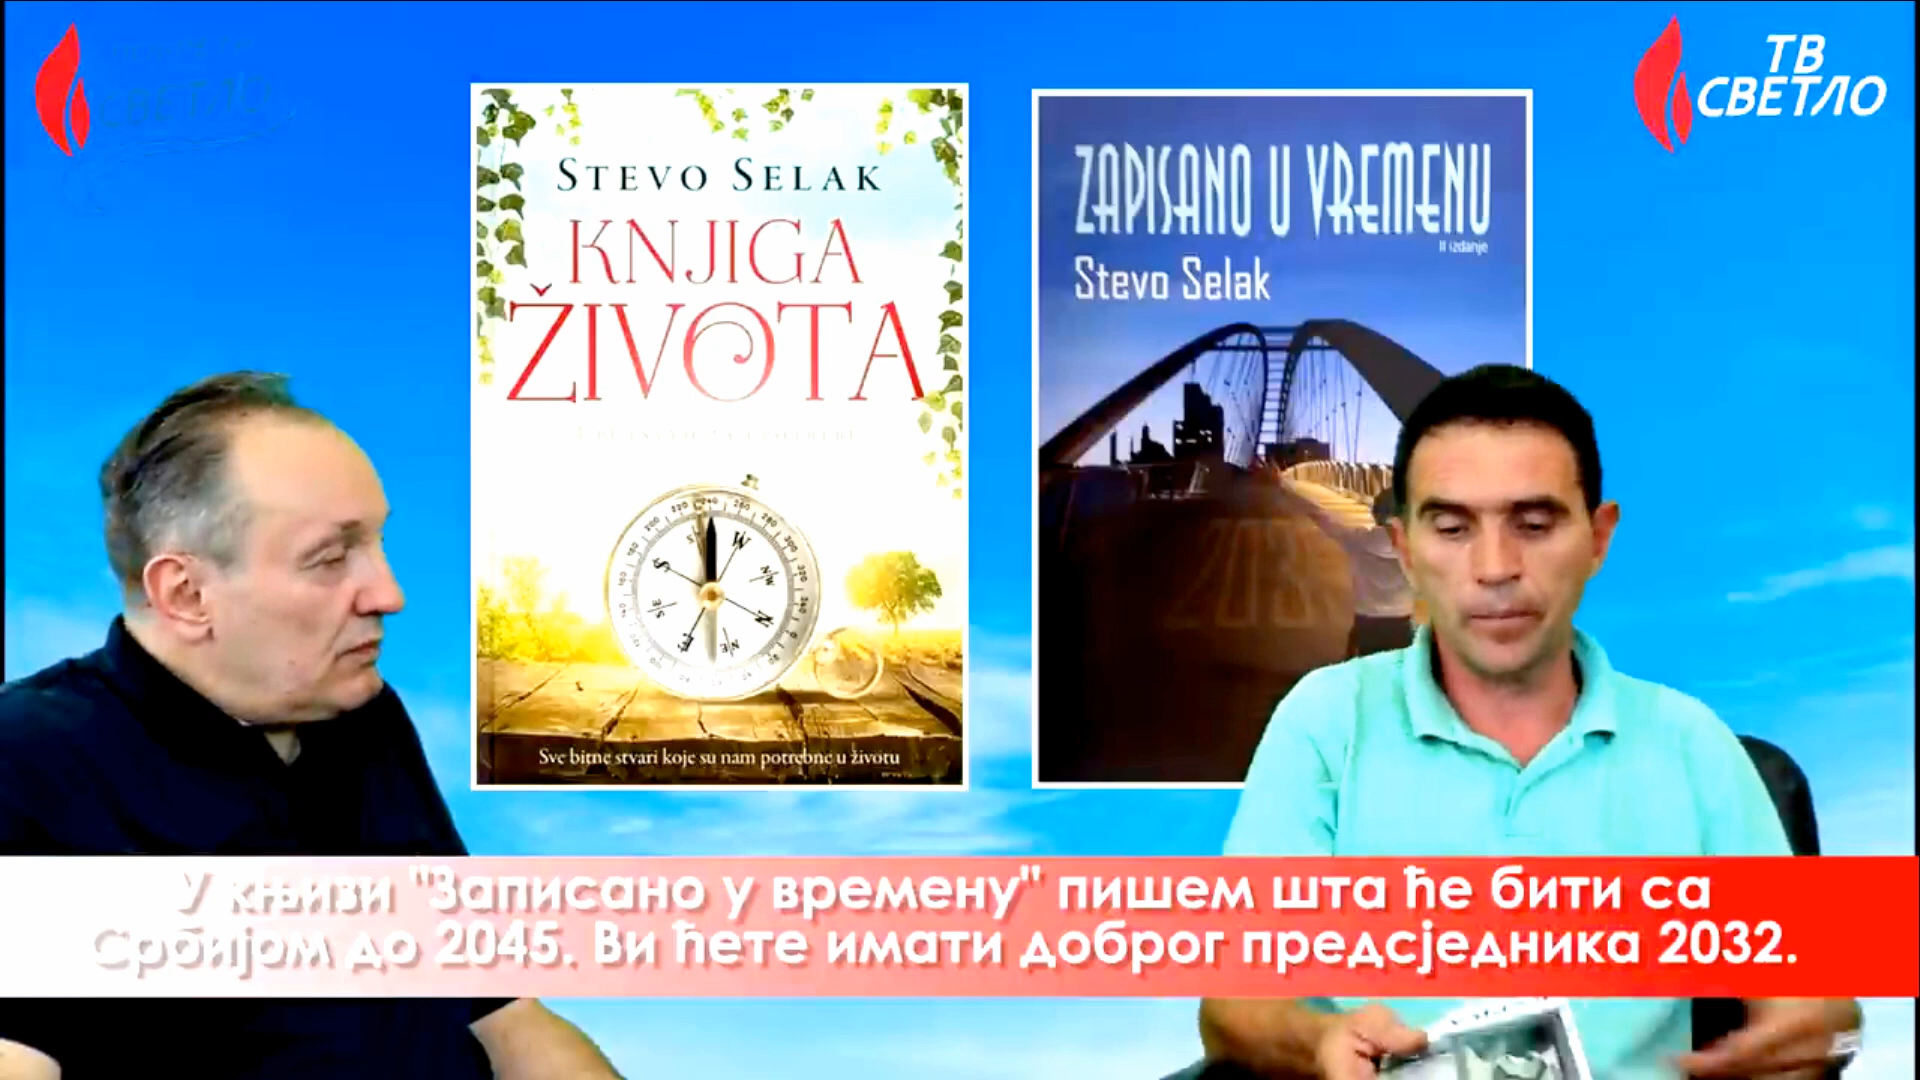 СВЕТЛО
ТВ
СВЕТЛО
STEVO SELAK
KNJIGA
ŽIVOTA
Sve bitne stvari koje su nam potrebne u životu
ZAPISANO U VREMENU
II izdanje
Stevo Selak
У књизи "Записано у времену" пишем шта ће бити са
Србијом до 2045. Ви ћете имати доброг предсједника 2032.